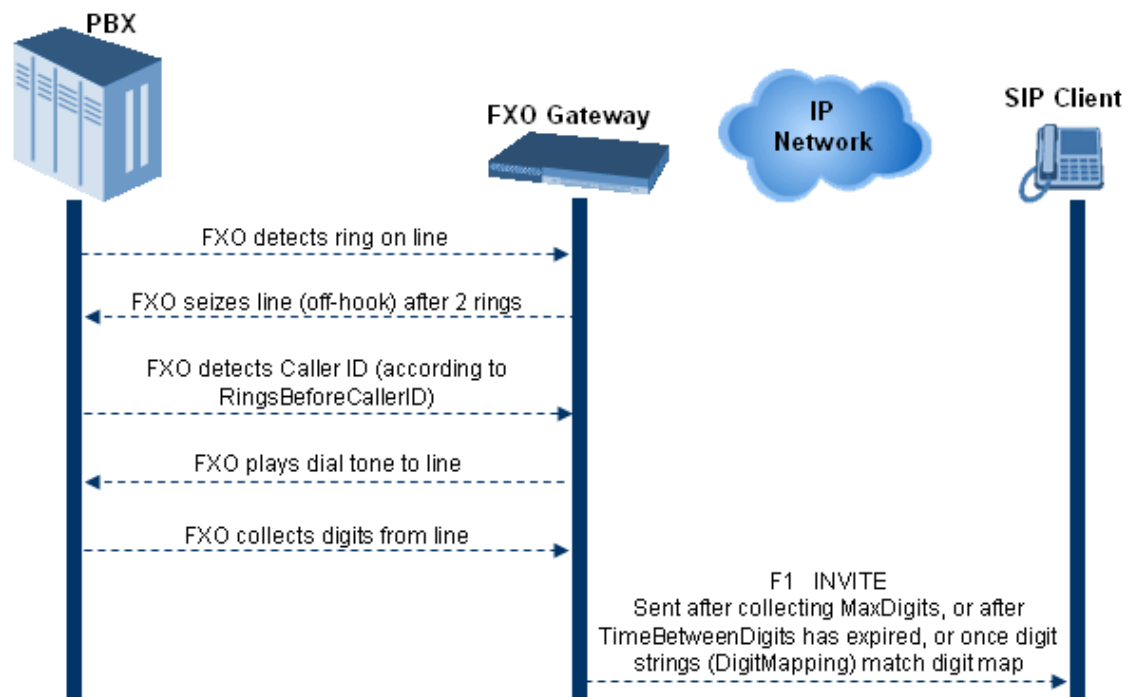 PBX
FXO Gateway
IP
Network
SIP Client
FXO detects ring on line
FXO seizes line (off-hook) after 2 rings
FXO detects Caller ID (according to
RingsBeforeCallerID)
FXO plays dial tone to line
FXO collects digits from line
F1 INVITE
Sent after collecting MaxDigits, or after
TimeBetweenDigits has expired, or once digit
strings (DigitMapping) match digit map